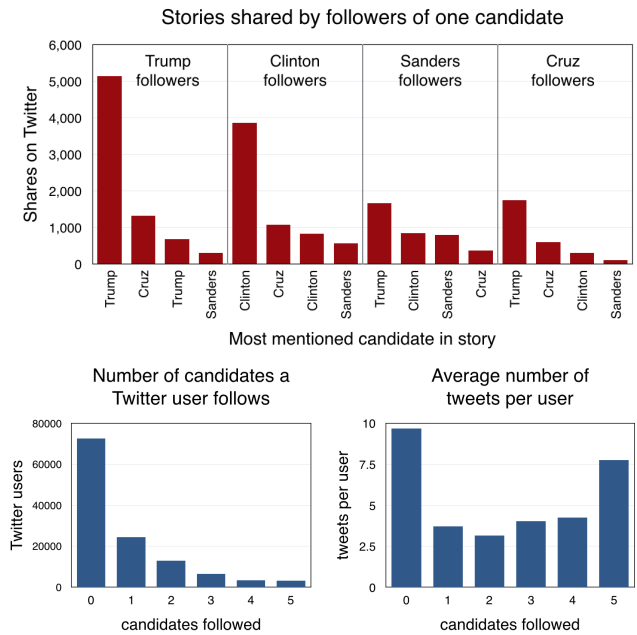 Stories shared by followers of one candidate
Shares on Twitter
6,000
5,000
4,000
3,000
2,000
1,000
0
Trump
followers
Clinton
followers
Sanders
followers
Cruz
followers
Trump
Cruz
Trump
Sanders
Clinton
Cruz
Clinton
Sanders
Trump
Clinton
Sanders
Cruz
Trump
Cruz
Clinton
Sanders
Most mentioned candidate in story
Number of candidates a
Twitter user follows
Twitter users
80000
60000
40000
20000
0
0 1 2 3 4 5
candidates followed
Average number of
tweets per user
tweets per user
10
7.5
5
2.5
0
0 1 2 3 4 5
candidates followed